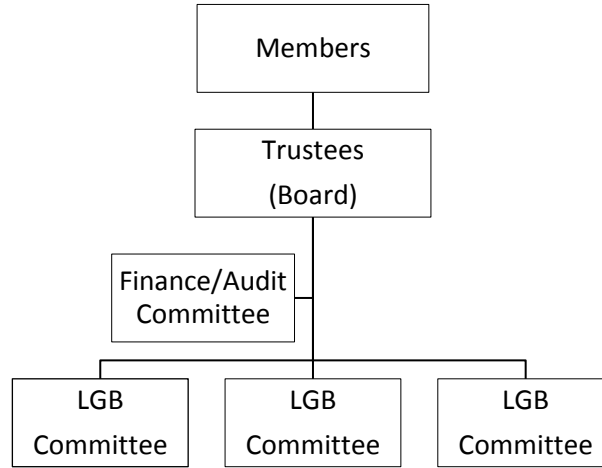 Members
Trustees
(Board)
Finance/Audit
Committee
LGB
Committee
LGB
Committee
LGB
Committee